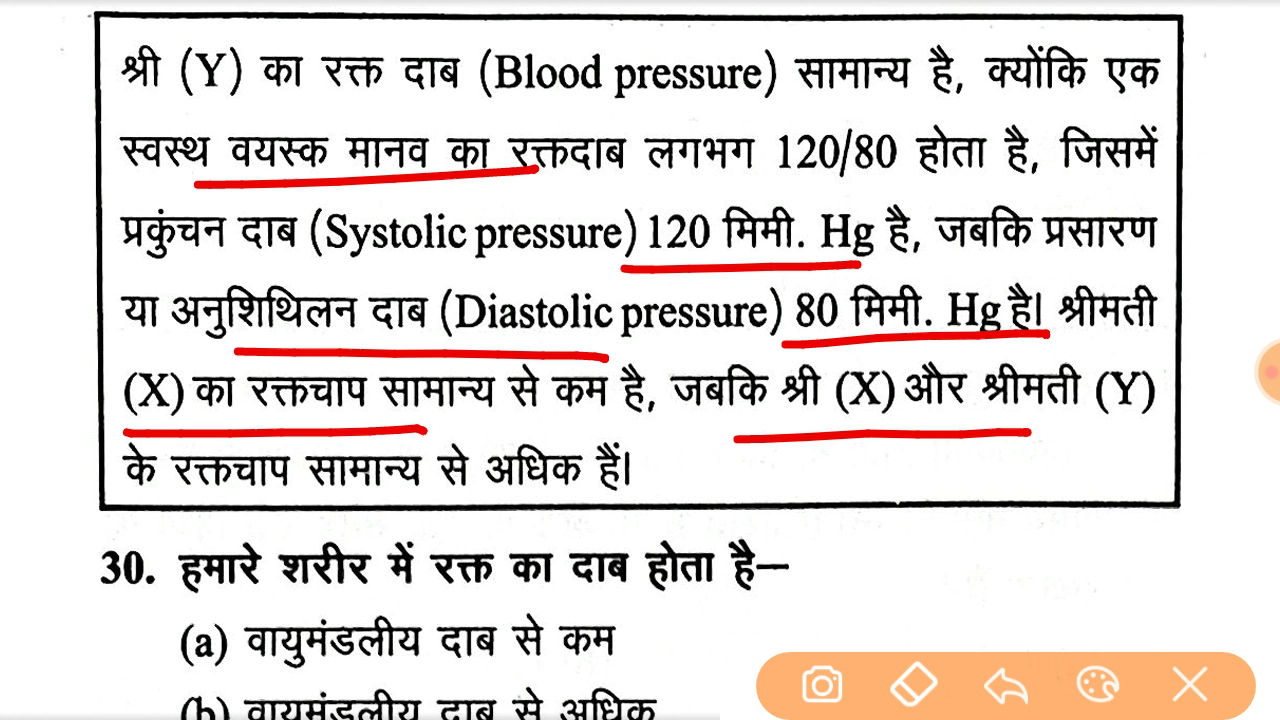 श्री (Y) का रक्त दाब (Blood pressure) सामान्य है, क्योंकि एक
स्वस्थ वयस्क मानव का रक्तदाब लगभग 120/80 होता है, जिसमें
प्रकुंचन दाब (Systolic pressure) 120 मिमी. Hg है, जबकि प्रसारण
या अनुशिथिलन दाब (Diastolic pressure) 80 मिमी. Hg है। श्रीमती
(X) का रक्तचाप सामान्य से कम है, जबकि श्री (X) और श्रीमती (Y)
के रक्तचाप सामान्य से अधिक हैं।
30. हमारे शरीर में रक्त का दाब होता है—
(a) वायुमंडलीय दाब से कम
(b) वायुमंडलीय दाब से अधिक